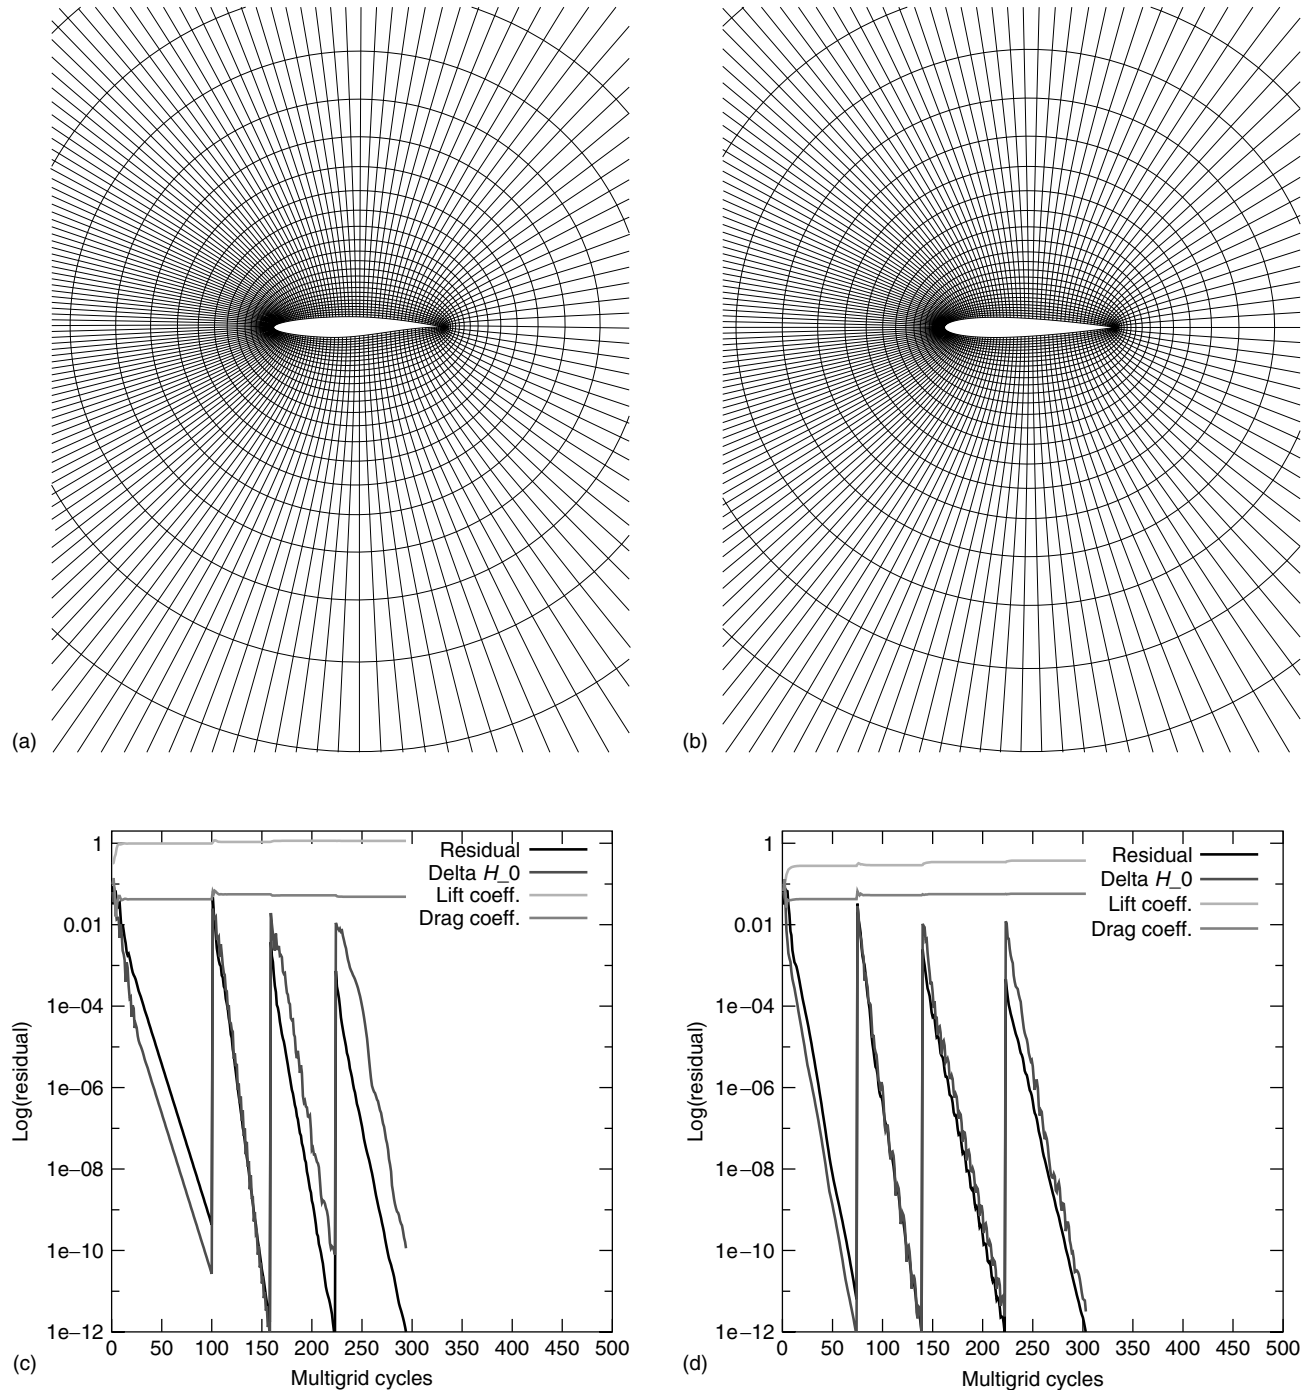 (a)
(b)
1
0.01
1e−04
1e−06
1e−08
1e−10
1e−12
Log(residual)
Residual
Delta H_0
Lift coeff.
Drag coeff.
0 50 100 150 200 250 300 350 400 450 500
Multigrid cycles
(c)
1
0.01
1e−04
1e−06
1e−08
1e−10
1e−12
Log(residual)
Residual
Delta H_0
Lift coeff.
Drag coeff.
0 50 100 150 200 250 300 350 400 450 500
Multigrid cycles
(d)